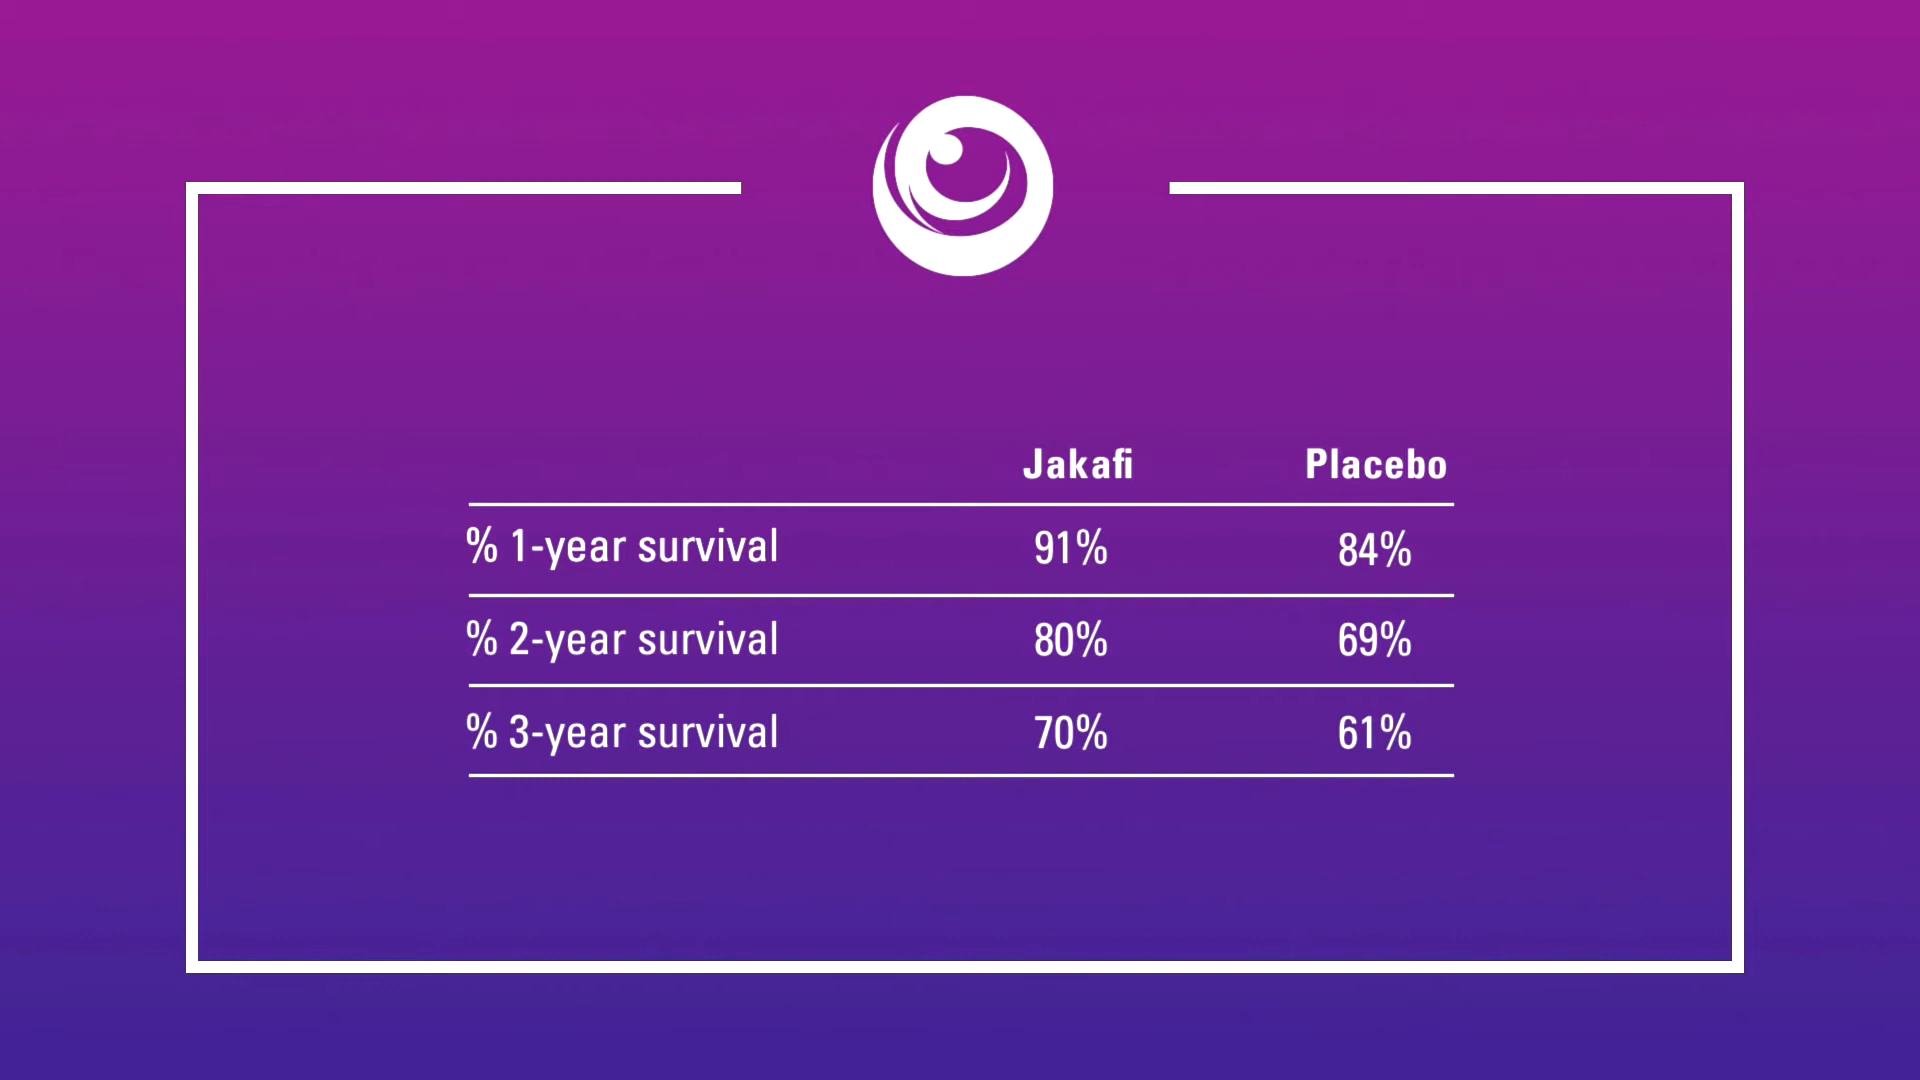 Jakafi Placebo
% 1-year survival 91% 84%
% 2-year survival 80% 69%
% 3-year survival 70% 61%